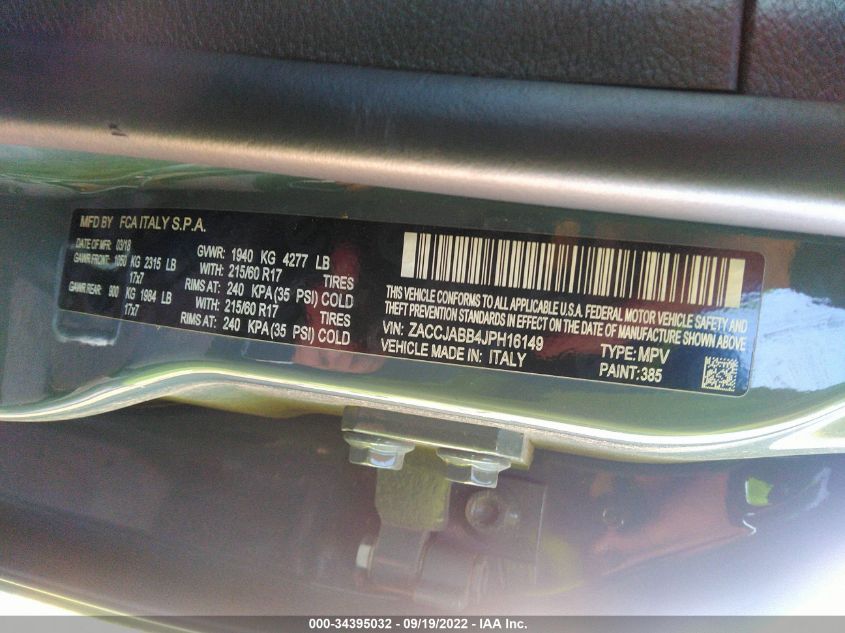 MFD BY FCA ITALY S.P.A.
DATE OF MFR: 03/18 GVWR: 1940 KG 4277 LB
GAWR FRONT: 1050 KG 2315 LB WITH: 215/60 R17 TIRES
17x7 RIMS AT: 240 KPA(35 PSI) COLD
GAWR REAR: 900 KG 1984 LB WITH: 215/60 R17 TIRES
17x7 RIMS AT: 240 KPA(35 PSI) COLD
THIS VEHICLE CONFORMS TO ALL APPLICABLE U.S.A. FEDERAL MOTOR VEHICLE SAFETY AND
THEFT PREVENTION STANDARDS IN EFFECT ON THE DATE OF MANUFACTURE SHOWN ABOVE
VIN: ZACCJABB4JPH16149 TYPE: MPV
VEHICLE MADE IN: ITALY PAINT: 385
000-34395032 - 09/19/2022 - IAA Inc.